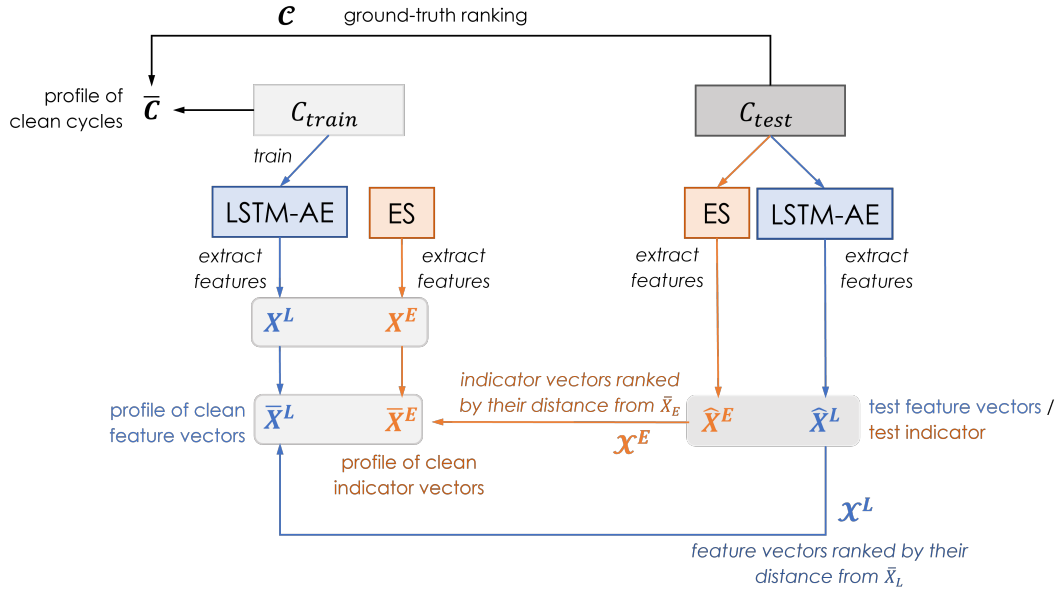 𝓒 ground-truth ranking
profile of
clean cycles
C̅
C_train
C_test
train
LSTM-AE
ES
ES
LSTM-AE
extract
features
extract
features
extract
features
extract
features
X^L
X^E
profile of clean
feature vectors
X̅^L
X̅^E
indicator vectors ranked
by their distance from X̄_E
𝓧^E
X̂^E
X̂^L
test feature vectors /
test indicator
profile of clean
indicator vectors
𝓧^L
feature vectors ranked by their
distance from X̄_L